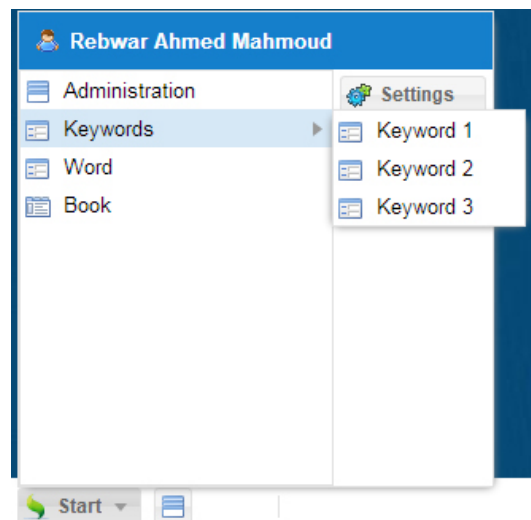 Rebwar Ahmed Mahmoud
Administration
Settings
Keywords
Keyword 1
Word
Keyword 2
Book
Keyword 3
Start